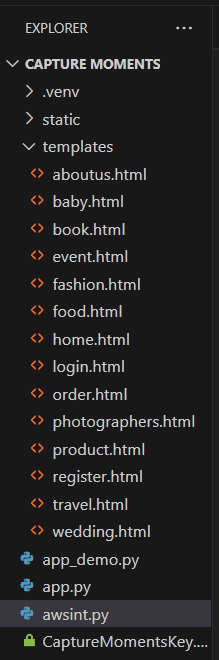 EXPLORER ...
CAPTURE MOMENTS
.venv
static
templates
aboutus.html
baby.html
book.html
event.html
fashion.html
food.html
home.html
login.html
order.html
photographers.html
product.html
register.html
travel.html
wedding.html
app_demo.py
app.py
awsint.py
CaptureMomentsKey....